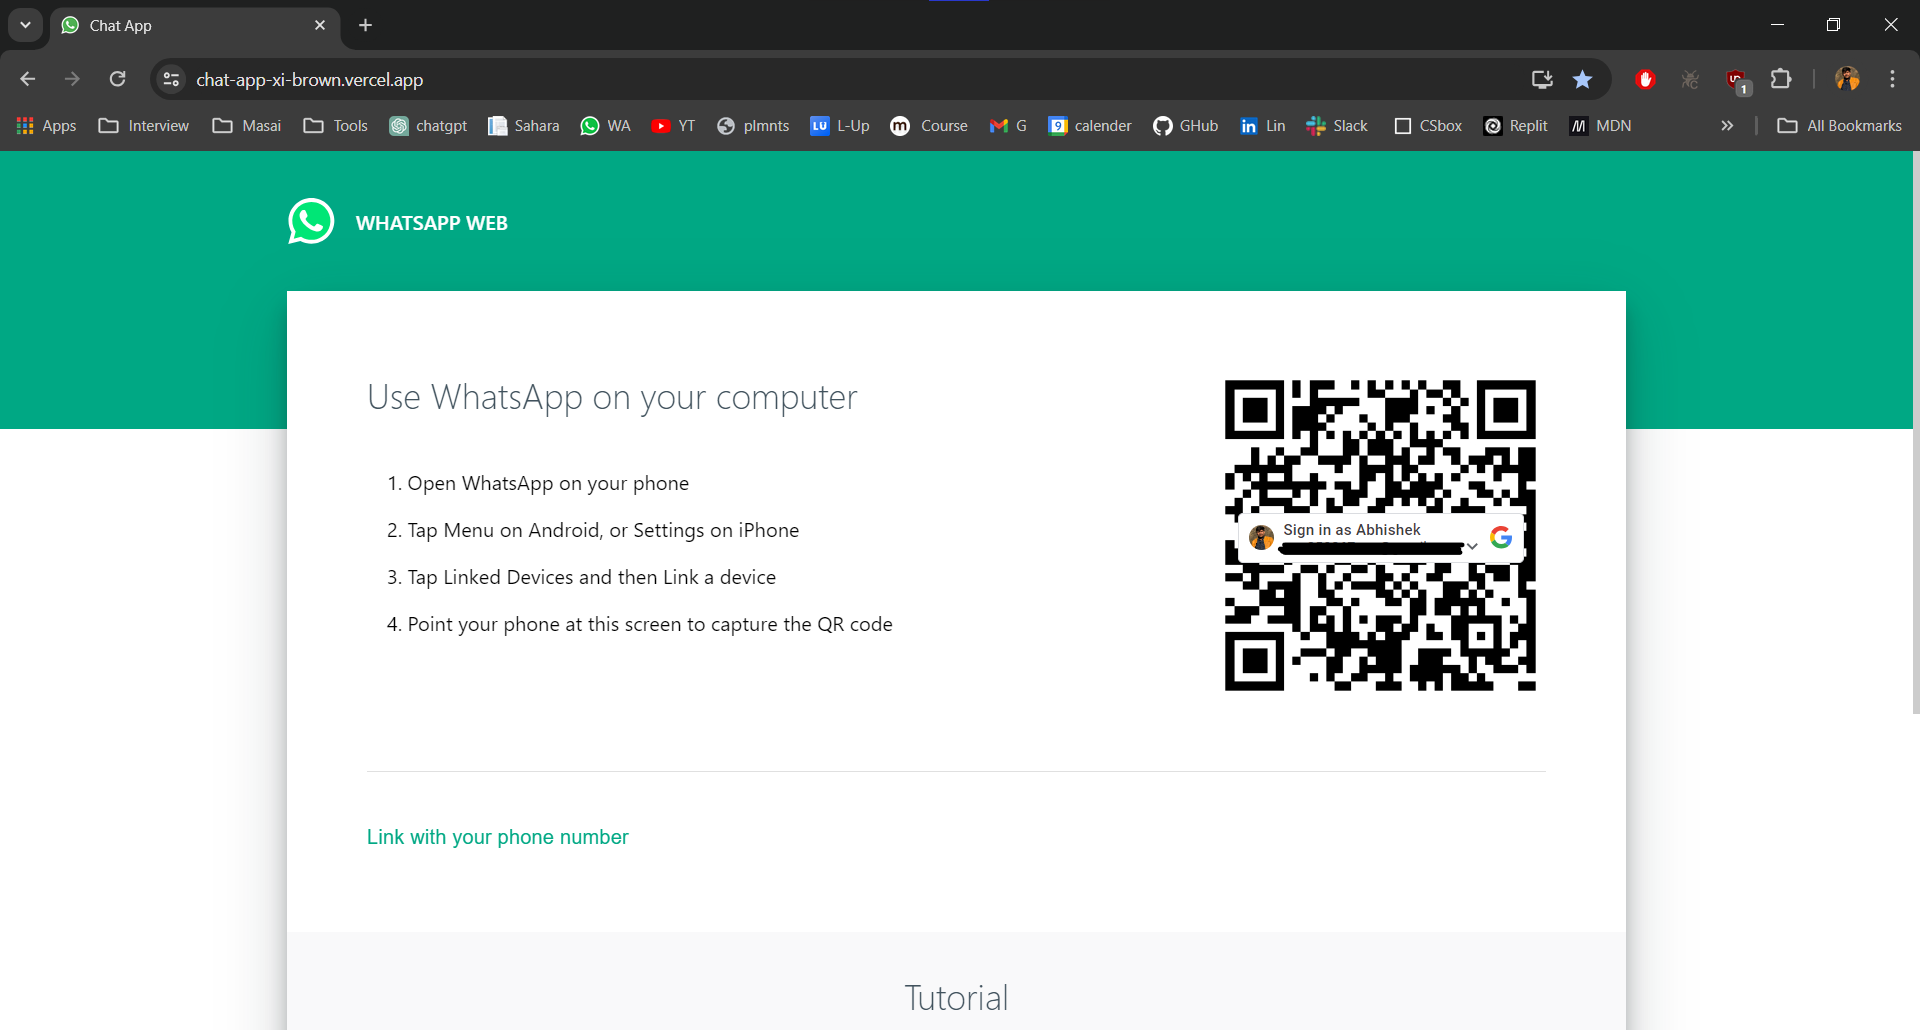 Chat App
chat-app-xi-brown.vercel.app
1
Apps Interview Masai Tools chatgpt Sahara WA YT plmnts L-Up Course G calender GHub Lin Slack CSbox Replit MDN All Bookmarks
WHATSAPP WEB
Use WhatsApp on your computer
1. Open WhatsApp on your phone
2. Tap Menu on Android, or Settings on iPhone
3. Tap Linked Devices and then Link a device
4. Point your phone at this screen to capture the QR code
Sign in as Abhishek
Link with your phone number
Tutorial